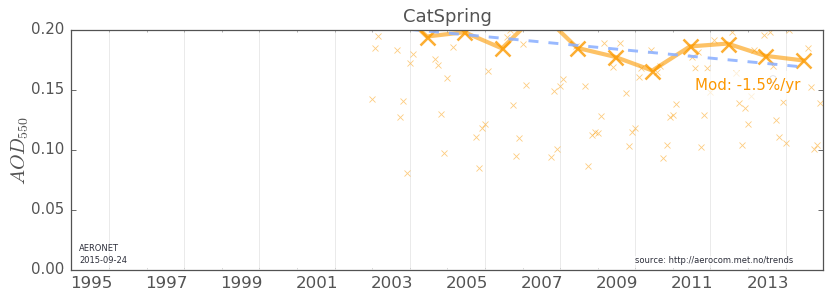 CatSpring
0.20
0.15
0.10
0.05
0.00
AOD550
Mod: -1.5%/yr
AERONET
2015-09-24
source: http://aerocom.met.no/trends
1995 1997 1999 2001 2003 2005 2007 2009 2011 2013